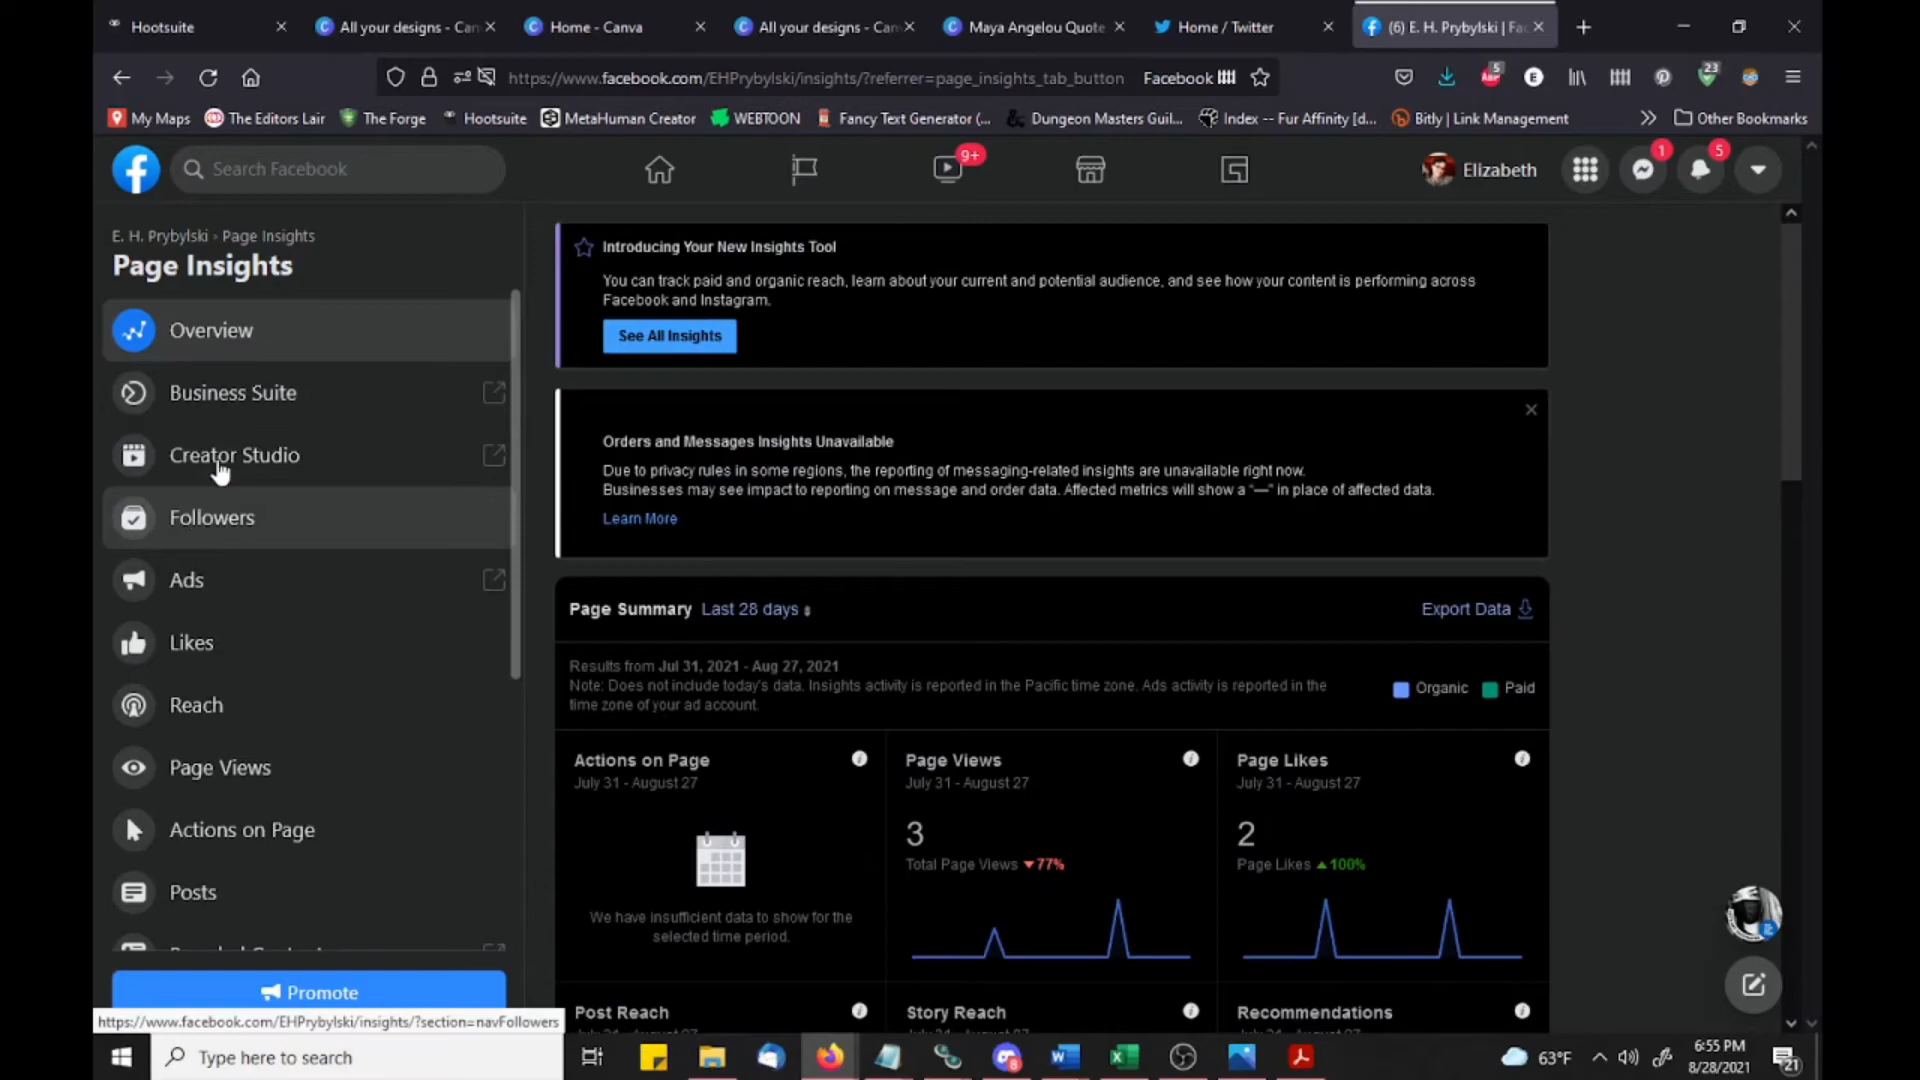 Hootsuite
All your designs - Can
Home - Canva
All your designs - Can
Maya Angelou Quote
Home / Twitter
(6) E. H. Prybylski | Fac
https://www.facebook.com/EHPrybylski/insights/?referrer=page_insights_tab_button
Facebook
5
23
My Maps
The Editors Lair
The Forge
Hootsuite
MetaHuman Creator
WEBTOON
Fancy Text Generator (...
Dungeon Masters Guil...
Index -- Fur Affinity [d...
Bitly | Link Management
Other Bookmarks
Search Facebook
9+
Elizabeth
1
5
E. H. Prybylski › Page Insights
Page Insights
Overview
Business Suite
Creator Studio
Followers
Ads
Likes
Reach
Page Views
Actions on Page
Posts
Promote
https://www.facebook.com/EHPrybylski/insights/?section=navFollowers
Introducing Your New Insights Tool
You can track paid and organic reach, learn about your current and potential audience, and see how your content is performing across
Facebook and Instagram.
See All Insights
Orders and Messages Insights Unavailable
Due to privacy rules in some regions, the reporting of messaging-related insights are unavailable right now.
Businesses may see impact to reporting on message and order data. Affected metrics will show a “—” in place of affected data.
Learn More
Page Summary Last 28 days
Export Data
Results from Jul 31, 2021 - Aug 27, 2021
Note: Does not include today's data. Insights activity is reported in the Pacific time zone. Ads activity is reported in the
time zone of your ad account.
Organic
Paid
Actions on Page
July 31 - August 27
We have insufficient data to show for the
selected time period.
Page Views
July 31 - August 27
3
Total Page Views ▼77%
Page Likes
July 31 - August 27
2
Page Likes ▲100%
Post Reach
Story Reach
Recommendations
Type here to search
8
63°F
6:55 PM
8/28/2021
21